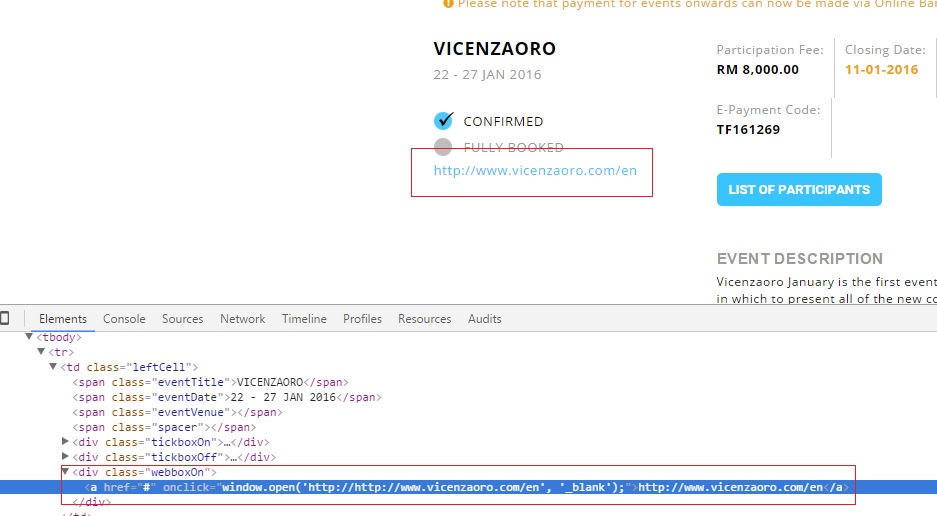 Please note that payment for events onwards can now be made via Online Ban
VICENZAORO
22 - 27 JAN 2016
CONFIRMED
FULLY BOOKED
http://www.vicenzaoro.com/en
Participation Fee:
RM 8,000.00
Closing Date:
11-01-2016
E-Payment Code:
TF161269
LIST OF PARTICIPANTS
EVENT DESCRIPTION
Vicenzaoro January is the first event
in which to present all of the new co
Elements Console Sources Network Timeline Profiles Resources Audits
<tbody>
<tr>
<td class="leftCell">
<span class="eventTitle">VICENZAORO</span>
<span class="eventDate">22 - 27 JAN 2016</span>
<span class="eventVenue"></span>
<span class="spacer"></span>
<div class="tickboxOn">…</div>
<div class="tickboxOff">…</div>
<div class="webboxOn">
<a href="#" onclick="window.open('http://http://www.vicenzaoro.com/en', '_blank');">http://www.vicenzaoro.com/en</a>
</div>
</td>